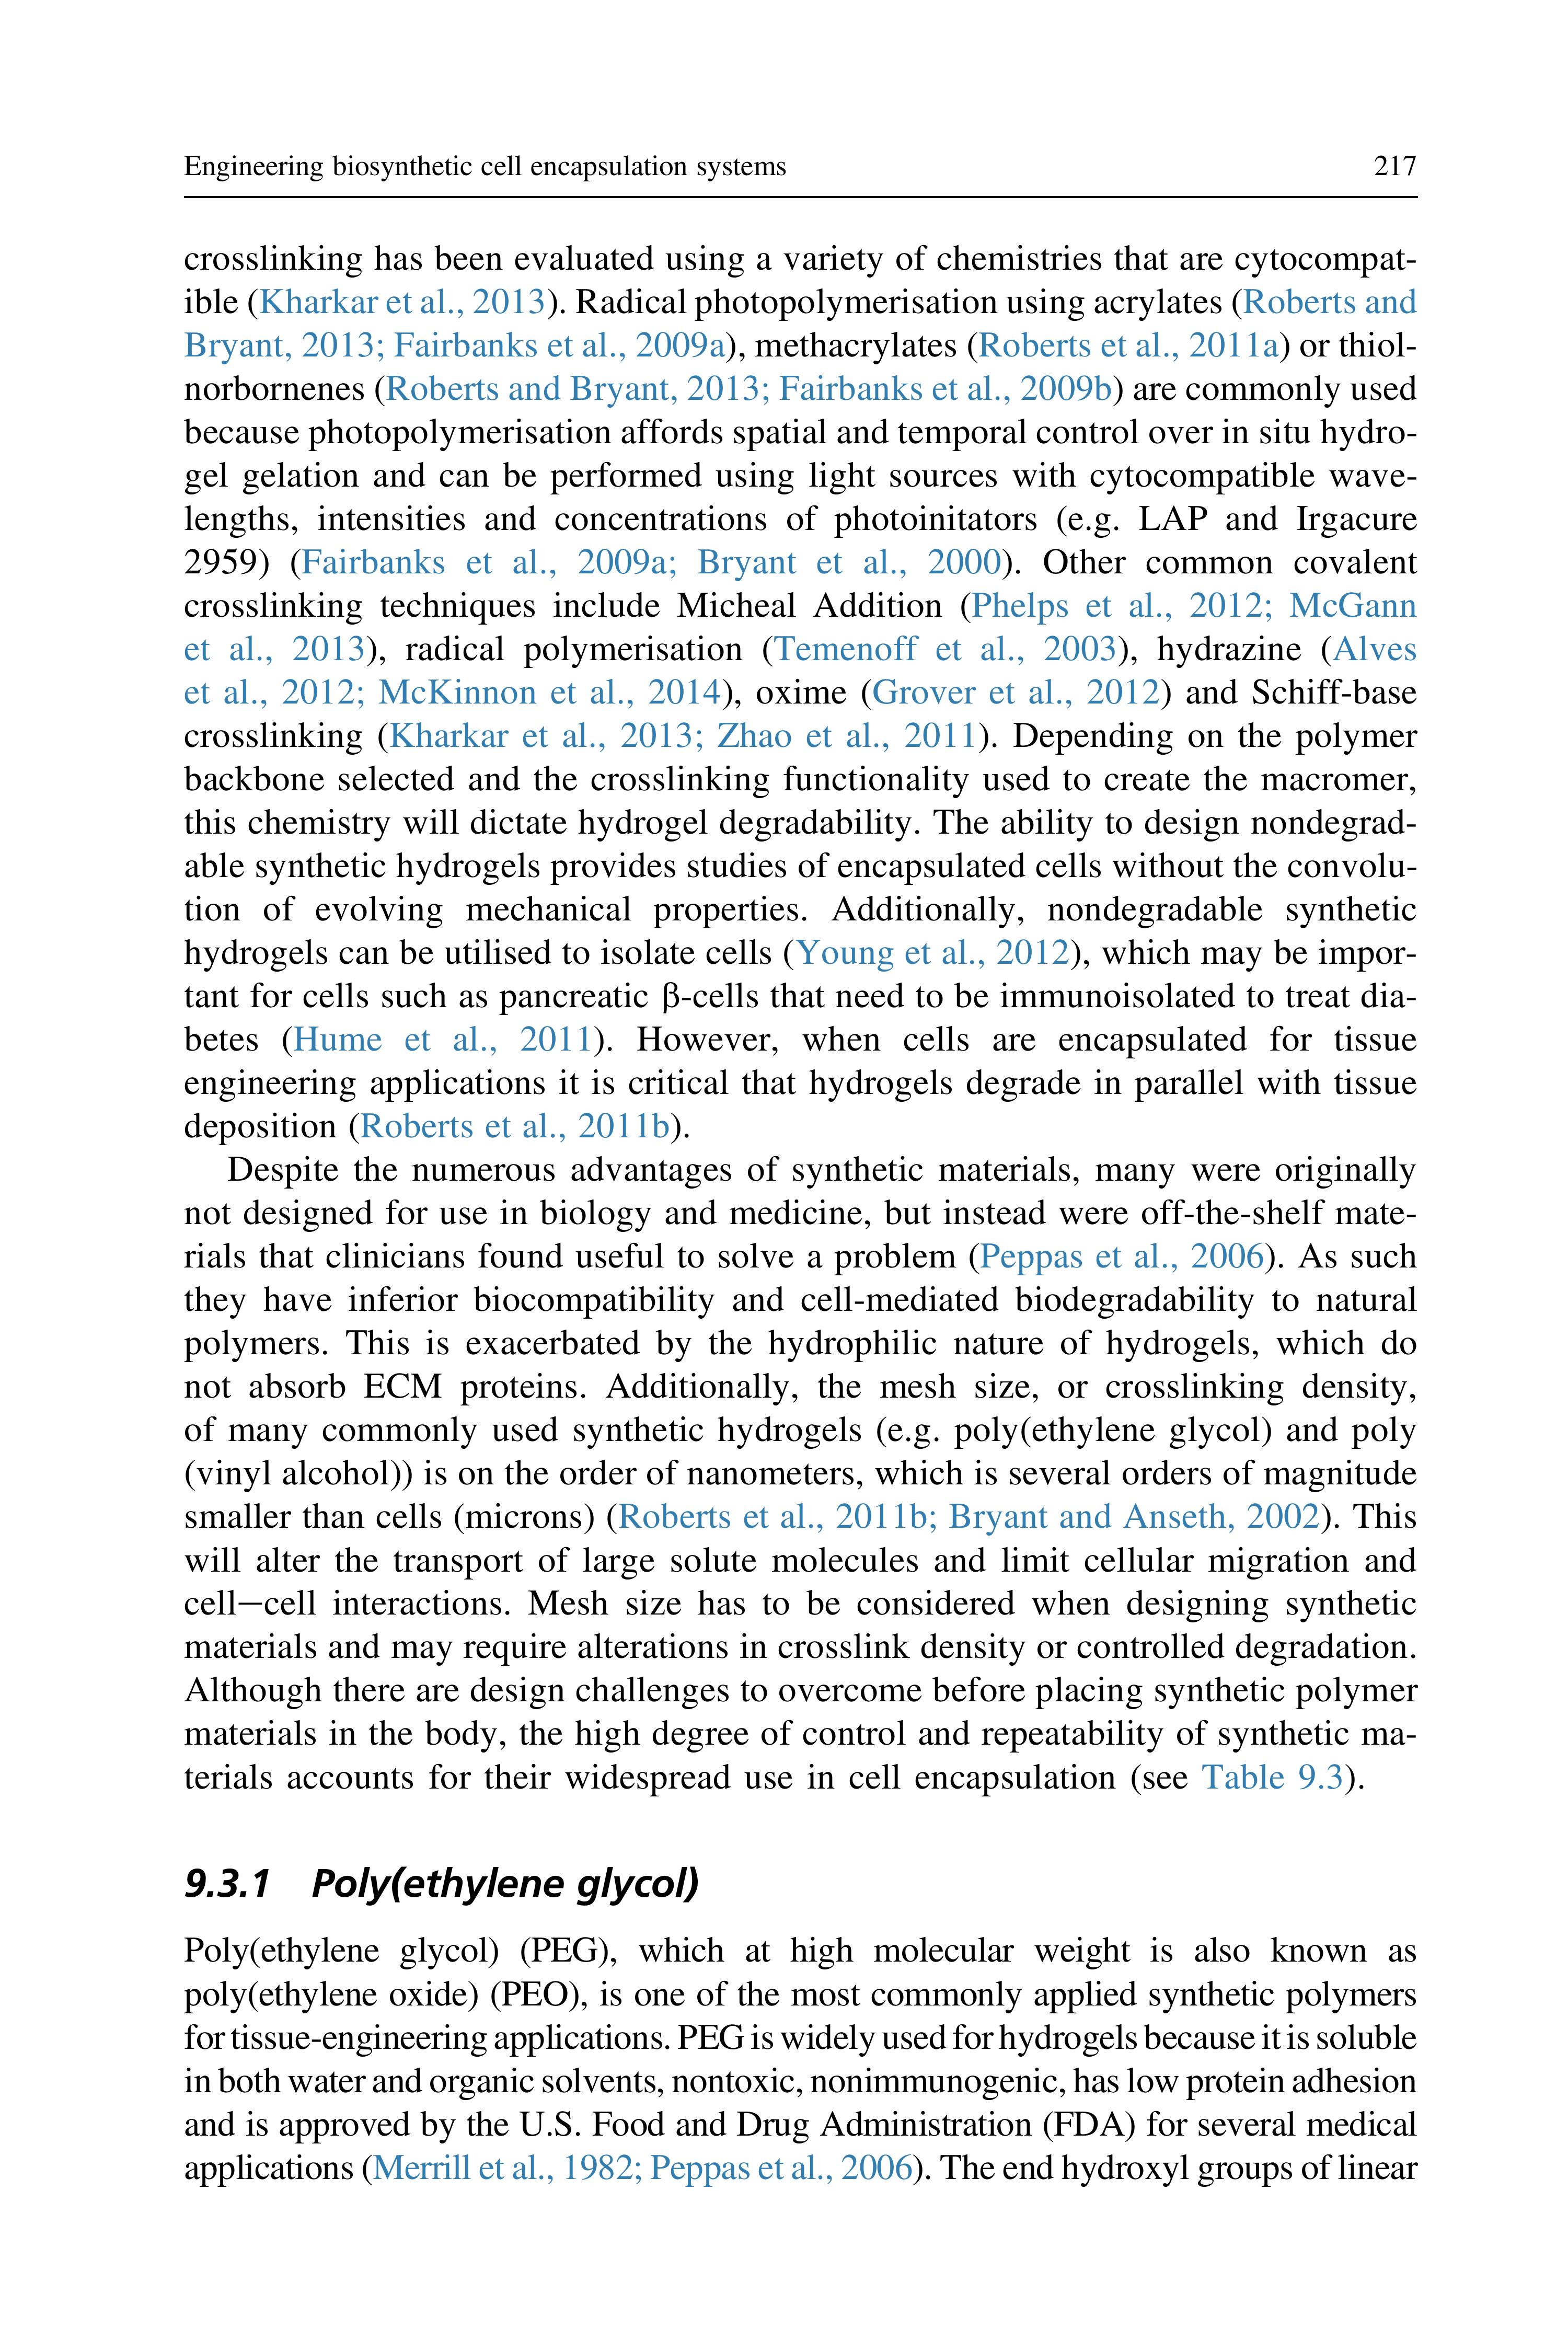 Engineering biosynthetic cell encapsulation systems 217
crosslinking has been evaluated using a variety of chemistries that are cytocompat-
ible (Kharkar et al., 2013). Radical photopolymerisation using acrylates (Roberts and
Bryant, 2013; Fairbanks et al., 2009a), methacrylates (Roberts et al., 2011a) or thiol-
norbornenes (Roberts and Bryant, 2013; Fairbanks et al., 2009b) are commonly used
because photopolymerisation affords spatial and temporal control over in situ hydro-
gel gelation and can be performed using light sources with cytocompatible wave-
lengths, intensities and concentrations of photoinitators (e.g. LAP and Irgacure
2959) (Fairbanks et al., 2009a; Bryant et al., 2000). Other common covalent
crosslinking techniques include Micheal Addition (Phelps et al., 2012; McGann
et al., 2013), radical polymerisation (Temenoff et al., 2003), hydrazine (Alves
et al., 2012; McKinnon et al., 2014), oxime (Grover et al., 2012) and Schiff-base
crosslinking (Kharkar et al., 2013; Zhao et al., 2011). Depending on the polymer
backbone selected and the crosslinking functionality used to create the macromer,
this chemistry will dictate hydrogel degradability. The ability to design nondegrad-
able synthetic hydrogels provides studies of encapsulated cells without the convolu-
tion of evolving mechanical properties. Additionally, nondegradable synthetic
hydrogels can be utilised to isolate cells (Young et al., 2012), which may be impor-
tant for cells such as pancreatic β-cells that need to be immunoisolated to treat dia-
betes (Hume et al., 2011). However, when cells are encapsulated for tissue
engineering applications it is critical that hydrogels degrade in parallel with tissue
deposition (Roberts et al., 2011b).
Despite the numerous advantages of synthetic materials, many were originally
not designed for use in biology and medicine, but instead were off-the-shelf mate-
rials that clinicians found useful to solve a problem (Peppas et al., 2006). As such
they have inferior biocompatibility and cell-mediated biodegradability to natural
polymers. This is exacerbated by the hydrophilic nature of hydrogels, which do
not absorb ECM proteins. Additionally, the mesh size, or crosslinking density,
of many commonly used synthetic hydrogels (e.g. poly(ethylene glycol) and poly
(vinyl alcohol)) is on the order of nanometers, which is several orders of magnitude
smaller than cells (microns) (Roberts et al., 2011b; Bryant and Anseth, 2002). This
will alter the transport of large solute molecules and limit cellular migration and
cell–cell interactions. Mesh size has to be considered when designing synthetic
materials and may require alterations in crosslink density or controlled degradation.
Although there are design challenges to overcome before placing synthetic polymer
materials in the body, the high degree of control and repeatability of synthetic ma-
terials accounts for their widespread use in cell encapsulation (see Table 9.3).
9.3.1 Poly(ethylene glycol)
Poly(ethylene glycol) (PEG), which at high molecular weight is also known as
poly(ethylene oxide) (PEO), is one of the most commonly applied synthetic polymers
for tissue-engineering applications. PEG is widely used for hydrogels because it is soluble
in both water and organic solvents, nontoxic, nonimmunogenic, has low protein adhesion
and is approved by the U.S. Food and Drug Administration (FDA) for several medical
applications (Merrill et al., 1982; Peppas et al., 2006). The end hydroxyl groups of linear